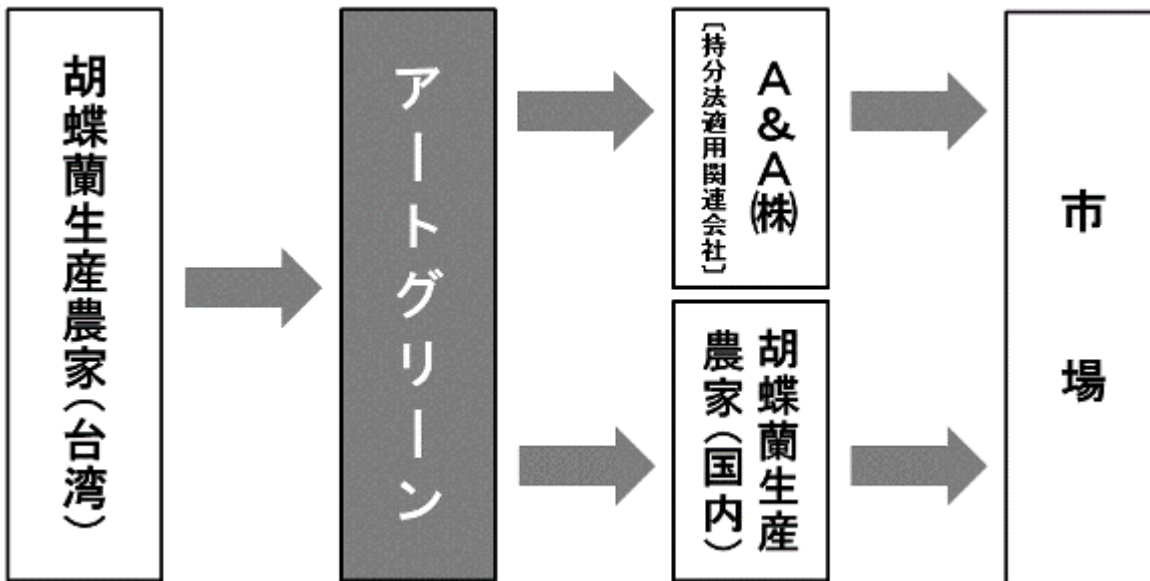 胡蝶蘭生産農家（台湾）
アートグリーン
Ａ＆Ａ㈱
〔持分法適用関連会社〕
胡蝶蘭生産
農家（国内）
市場